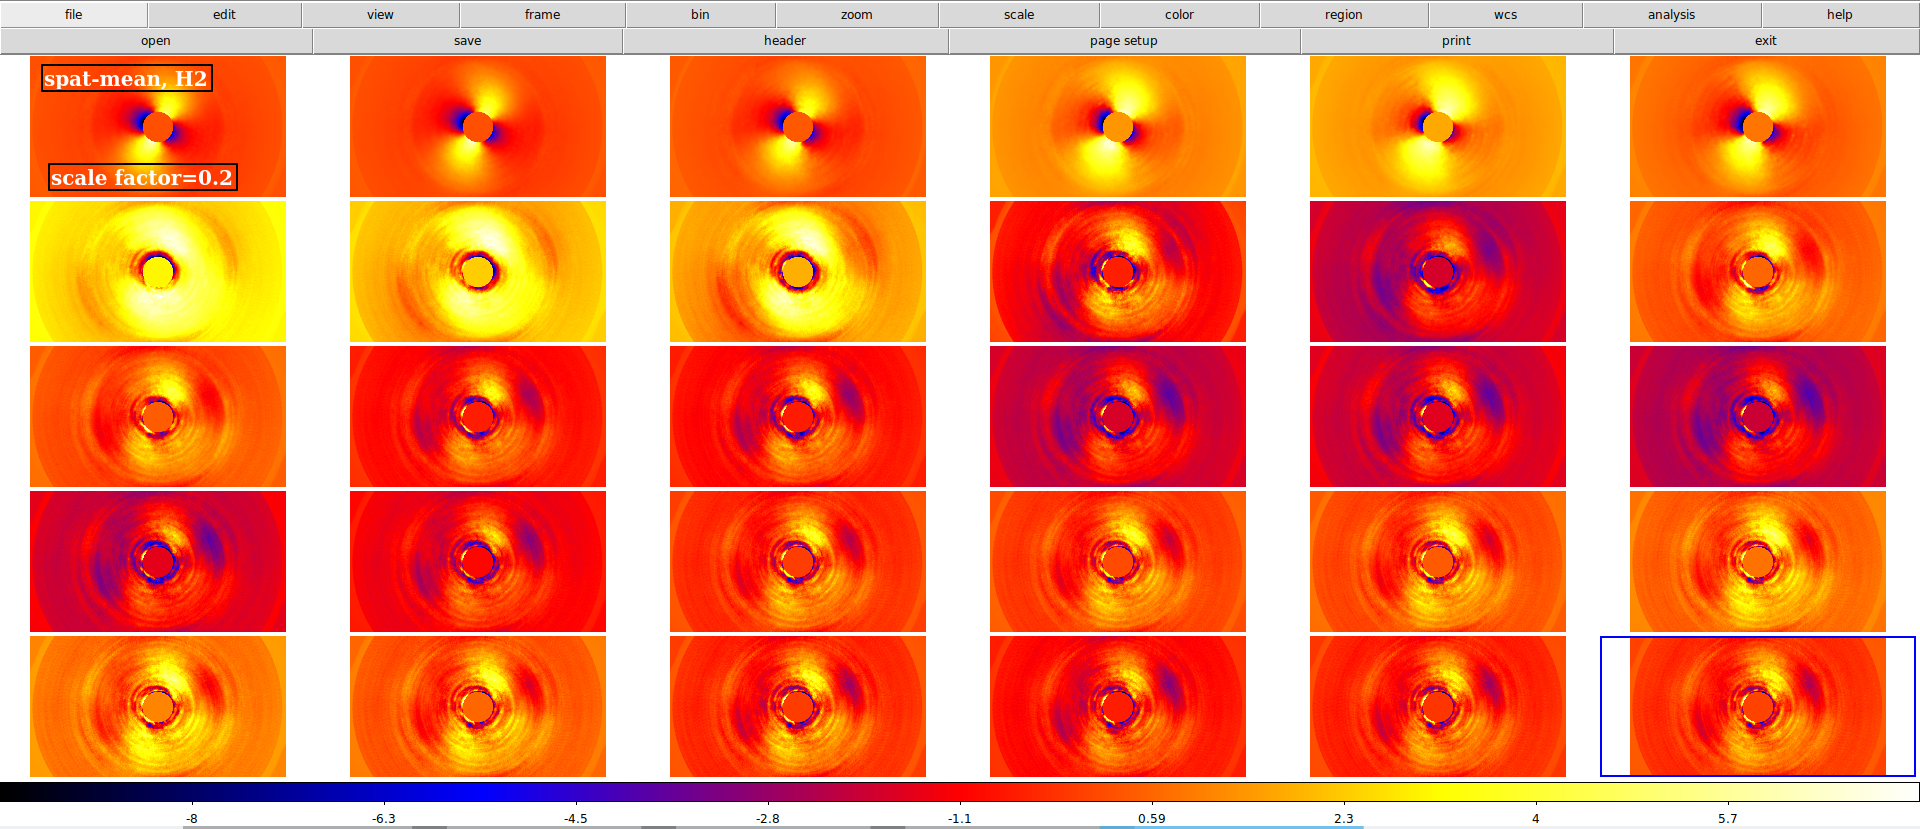 file edit view frame bin zoom scale color region wcs analysis help
open save header page setup print exit
spat-mean, H2
scale factor=0.2
-8 -6.3 -4.5 -2.8 -1.1 0.59 2.3 4 5.7